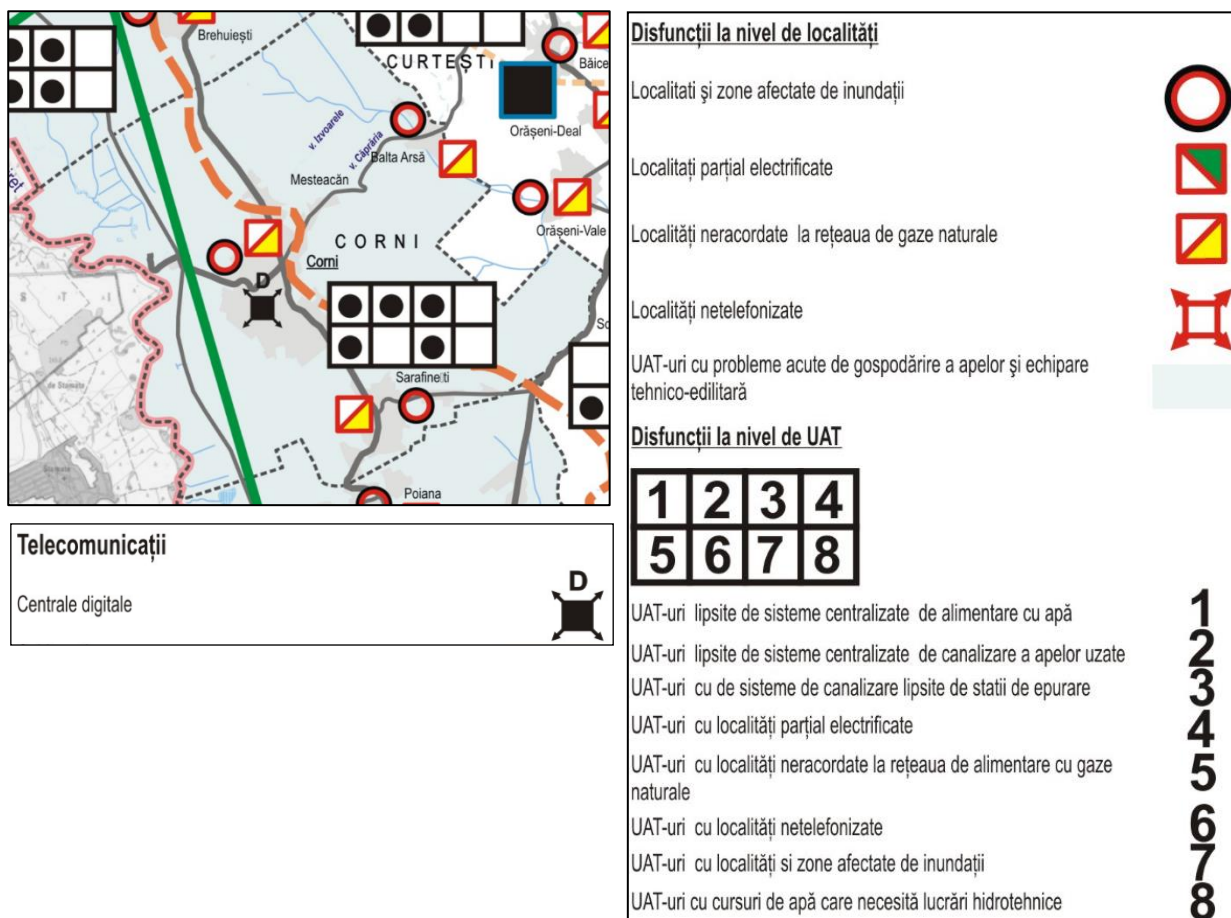 Brehuiești
CURTEȘTI
Orășeni-Deal
v. Izvoarele
v. Căprăria
Balta Arsă
Mesteacăn
Orășeni-Vale
CORNI
Corni
D
Sarafinești
Poiana
Telecomunicații
Centrale digitale
D
Disfuncții la nivel de localități
Localitati și zone afectate de inundații
Localitați parțial electrificate
Localități neracordate la rețeaua de gaze naturale
Localități netelefonizate
UAT-uri cu probleme acute de gospodărire a apelor și echipare
tehnico-edilitară
Disfuncții la nivel de UAT
1 2 3 4
5 6 7 8
UAT-uri lipsite de sisteme centralizate de alimentare cu apă 1
UAT-uri lipsite de sisteme centralizate de canalizare a apelor uzate 2
UAT-uri cu de sisteme de canalizare lipsite de statii de epurare 3
UAT-uri cu localități parțial electrificate 4
UAT-uri cu localități neracordate la rețeaua de alimentare cu gaze 5
naturale
UAT-uri cu localități netelefonizate 6
UAT-uri cu localități si zone afectate de inundații 7
UAT-uri cu cursuri de apă care necesită lucrări hidrotehnice 8